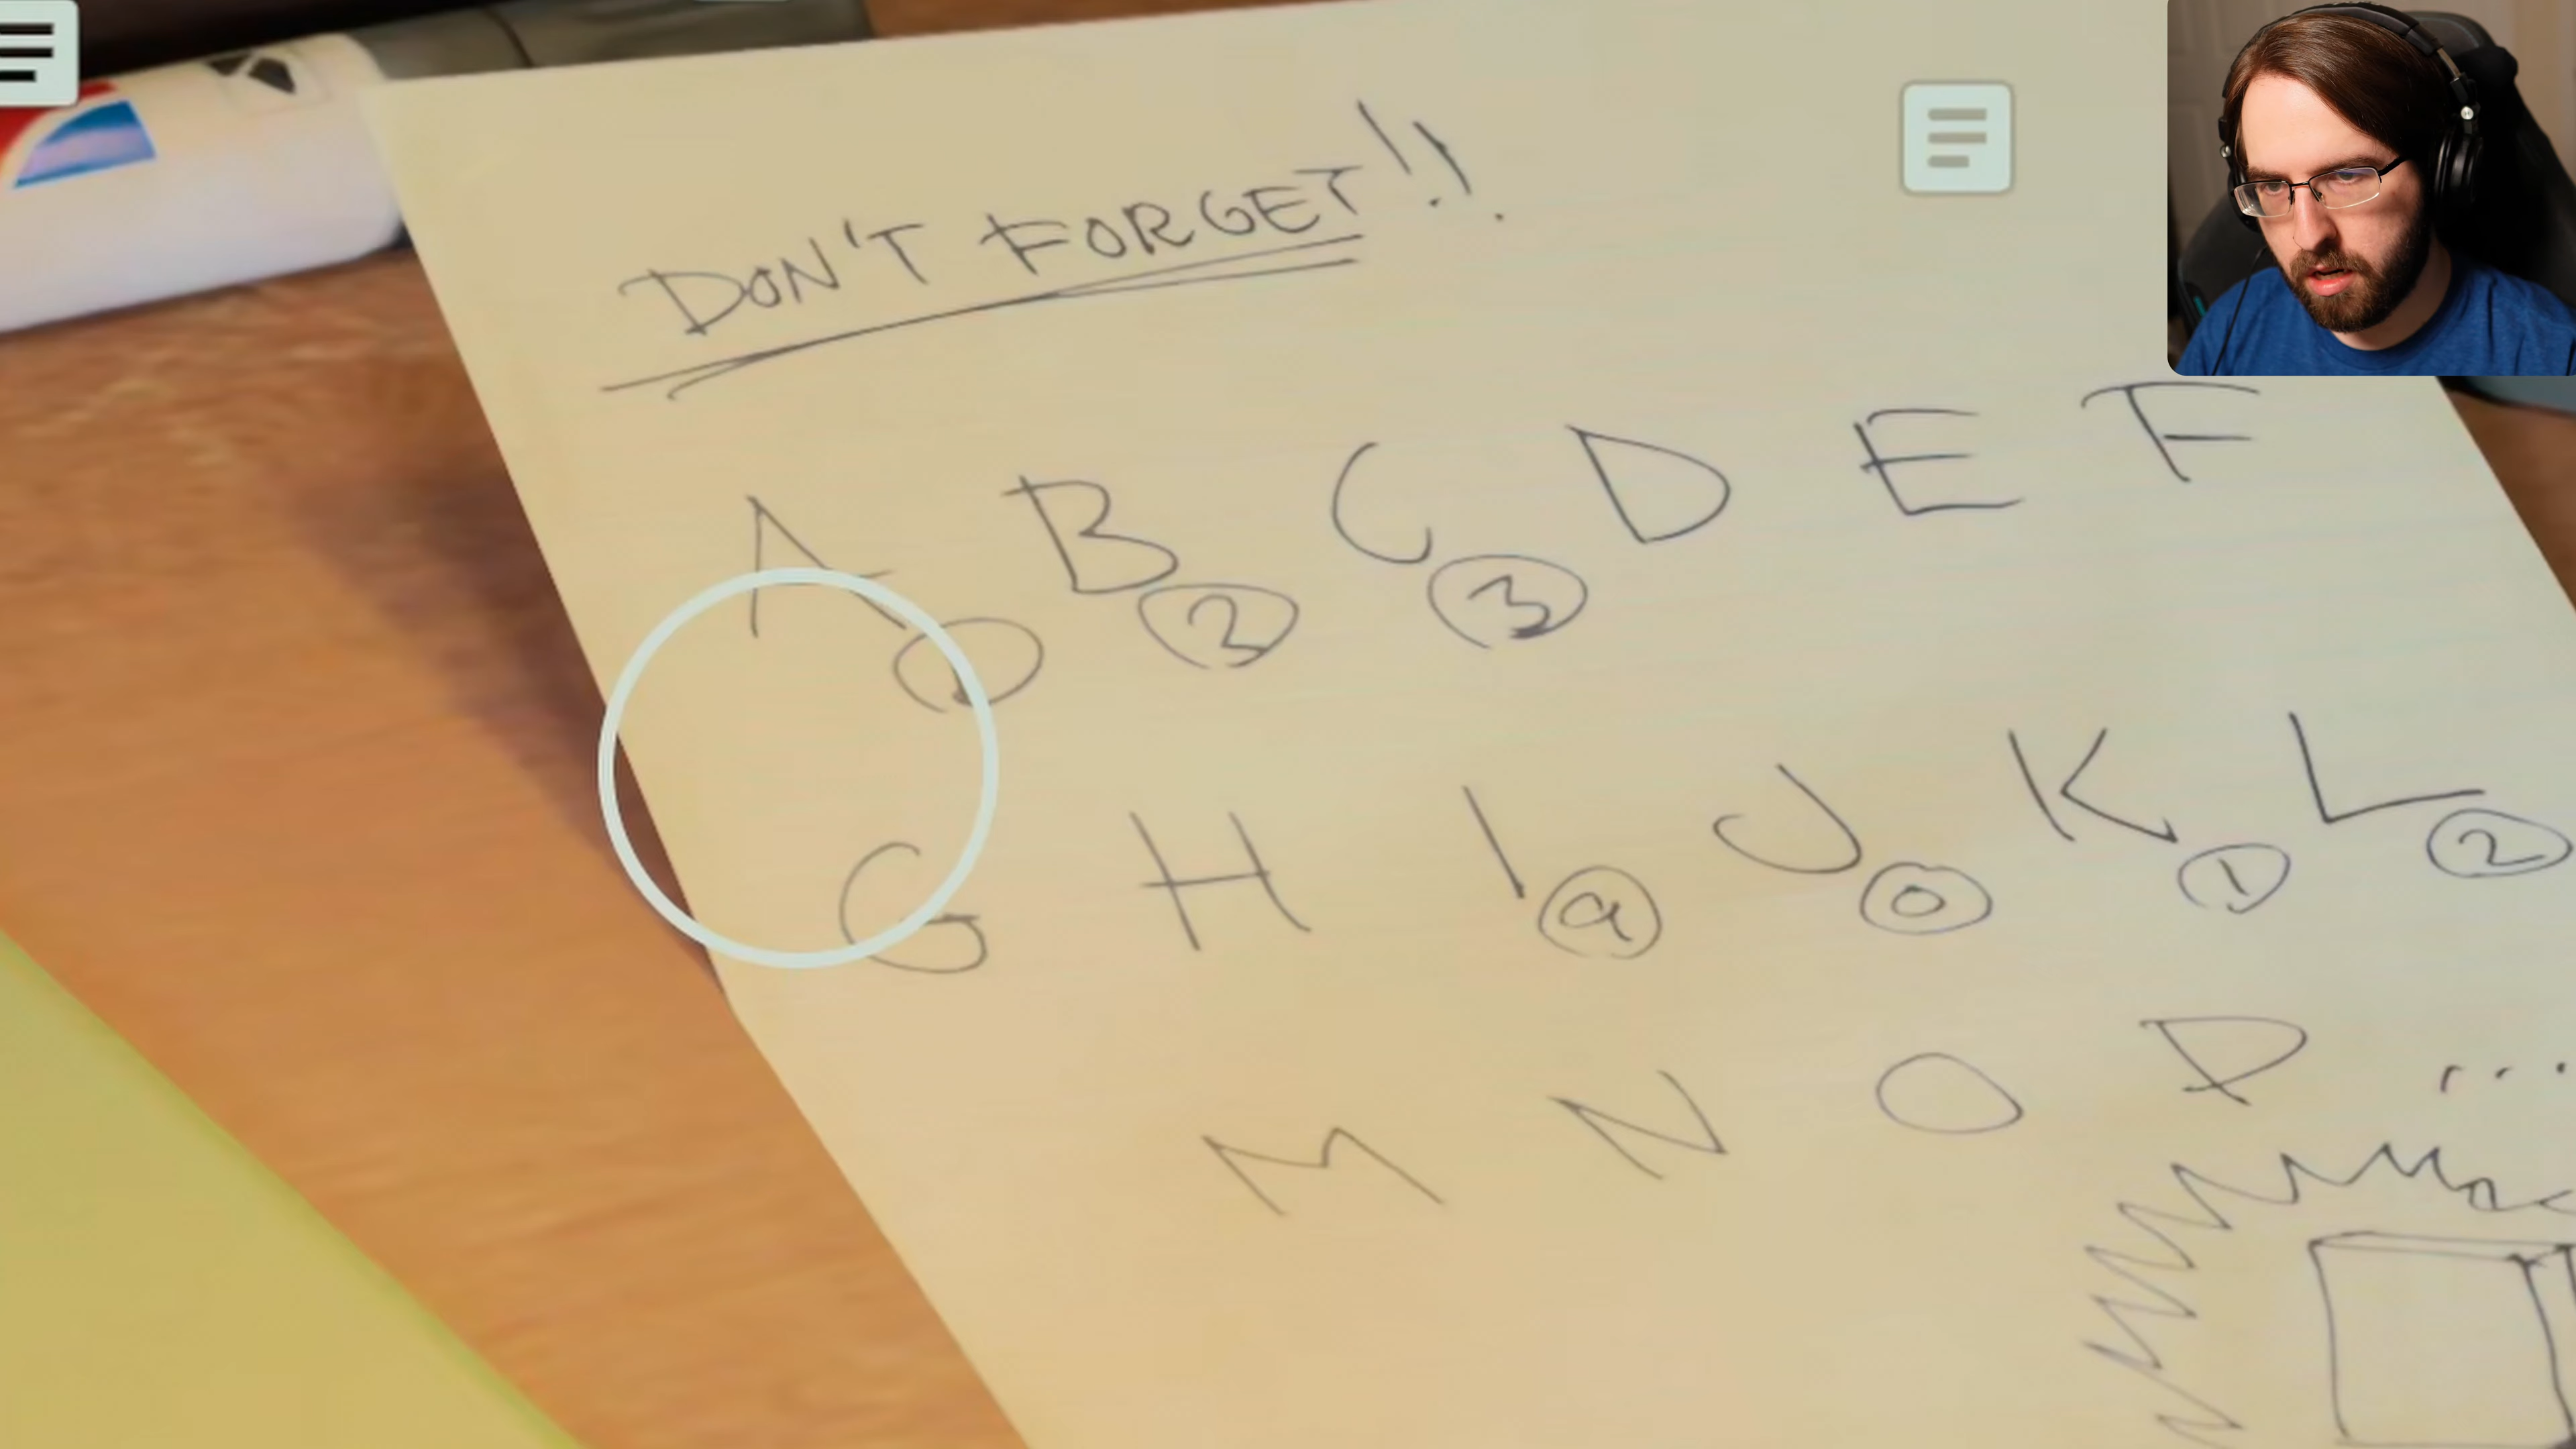 DON'T FORGET!!
A B C D E F
① ② ③
G H I J K L
⑨ ⓪ ① ②
M N O P ...